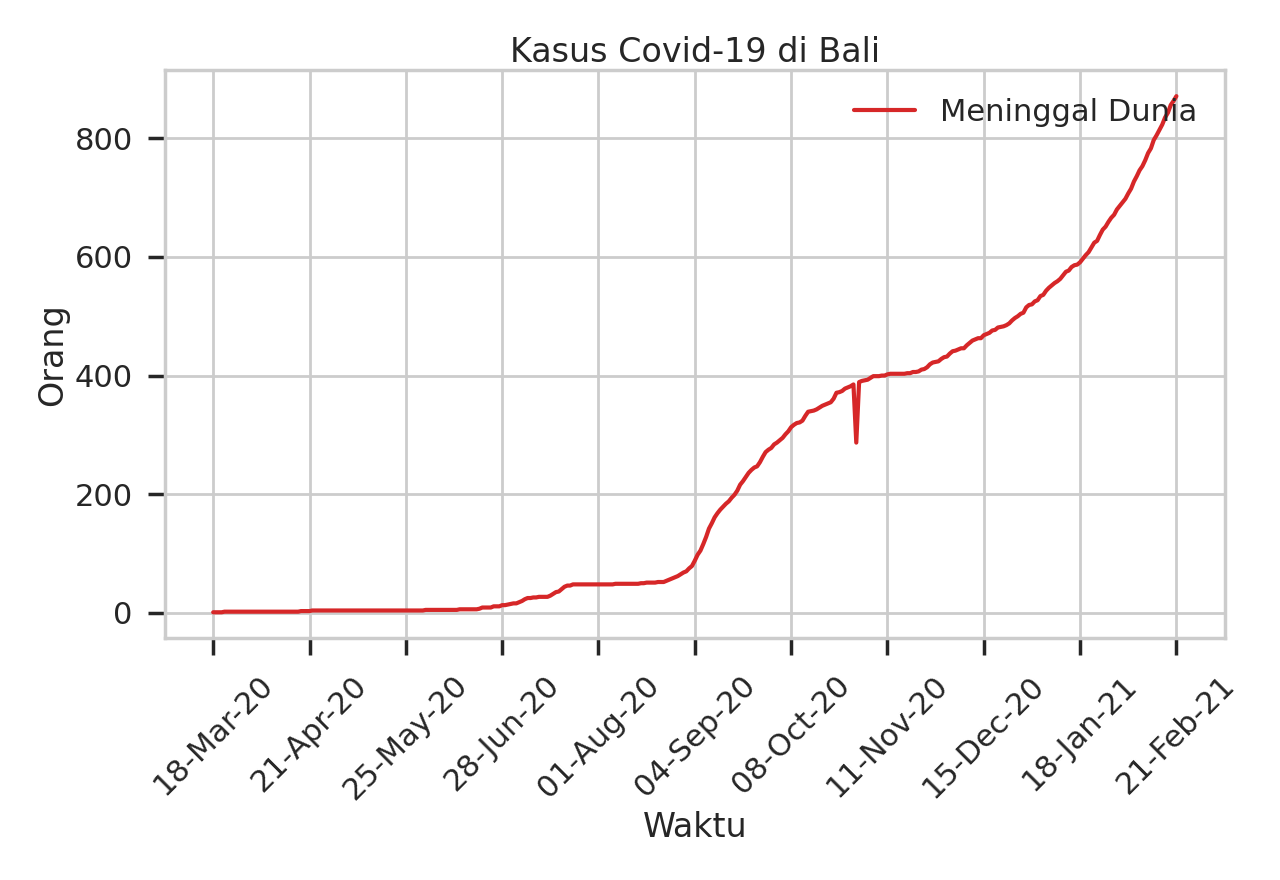 Kasus Covid-19 di Bali
Meninggal Dunia
Orang
800
600
400
200
0
18-Mar-20
21-Apr-20
25-May-20
28-Jun-20
01-Aug-20
04-Sep-20
08-Oct-20
11-Nov-20
15-Dec-20
18-Jan-21
21-Feb-21
Waktu